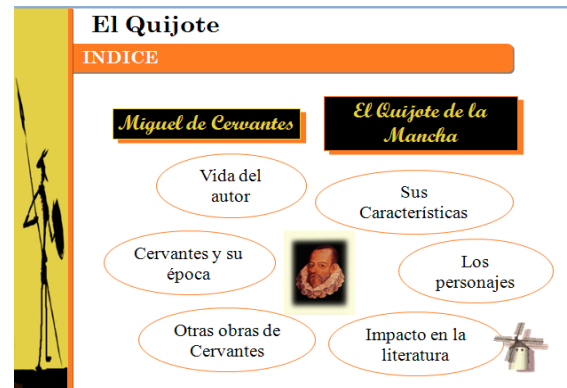 El Quijote
INDICE
Miguel de Cervantes
El Quijote de la
Mancha
Vida del
autor
Sus
Características
Cervantes y su
época
Los
personajes
Otras obras de
Cervantes
Impacto en la
literatura